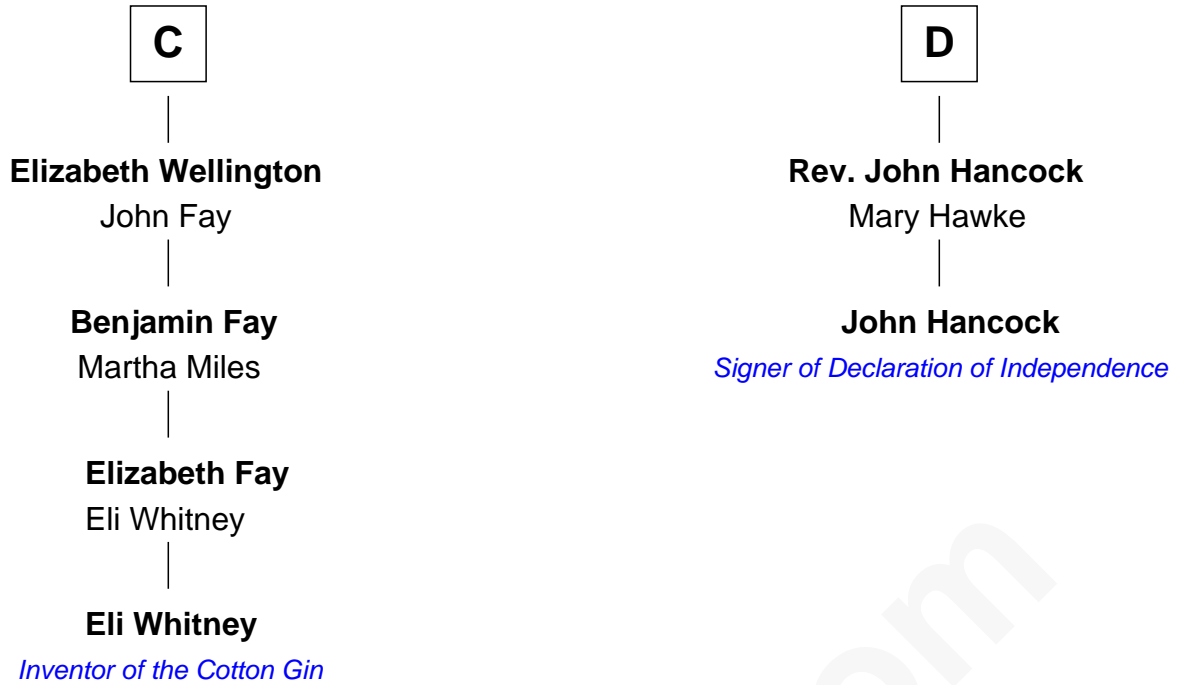 C
Elizabeth Wellington
John Fay
Benjamin Fay
Martha Miles
Elizabeth Fay
Eli Whitney
Eli Whitney
Inventor of the Cotton Gin
D
Rev. John Hancock
Mary Hawke
John Hancock
Signer of Declaration of Independence
om